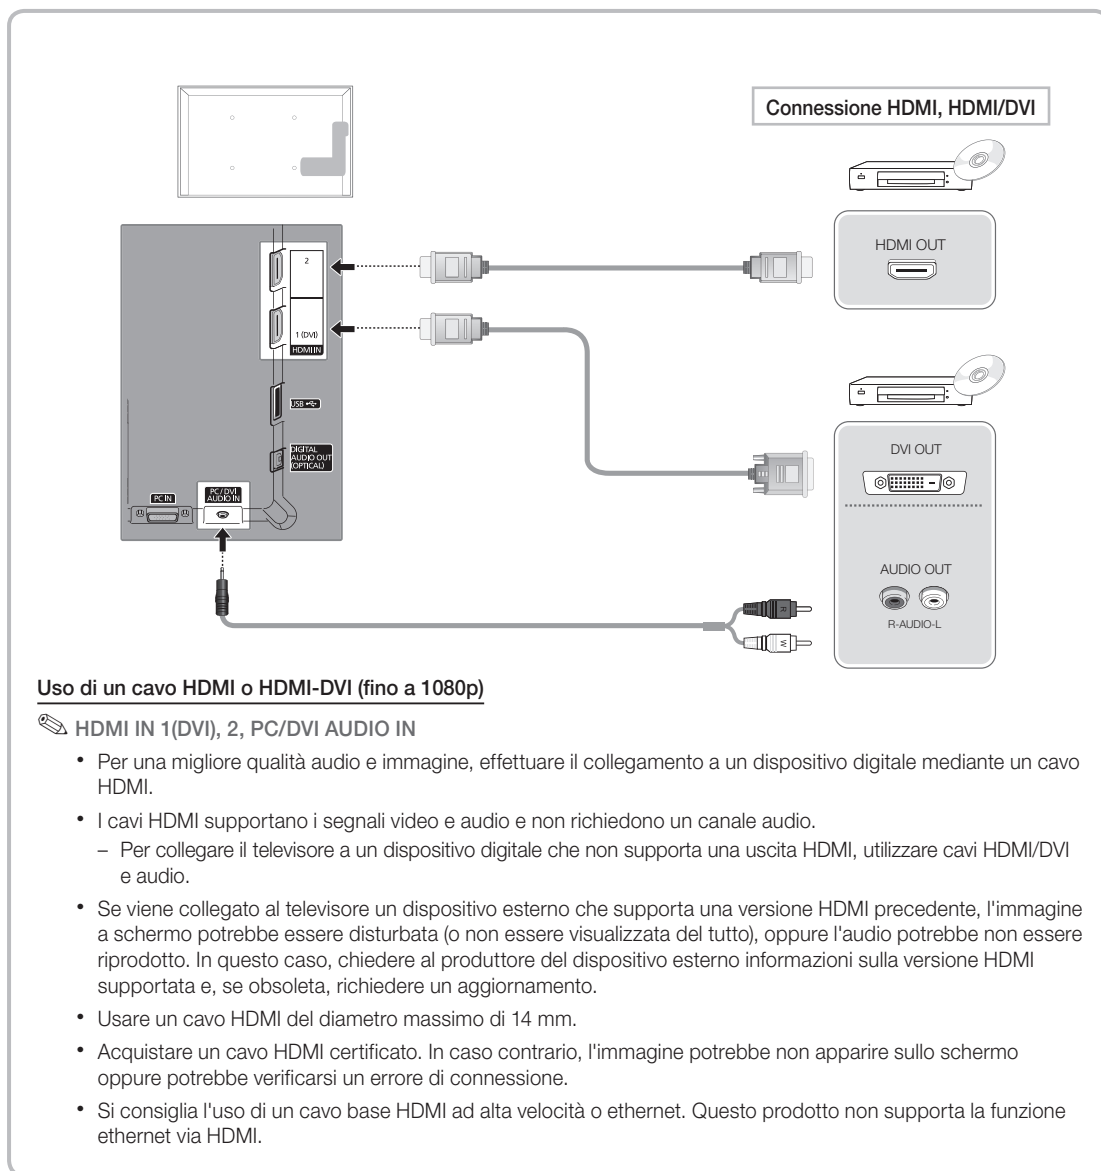 Connessione HDMI, HDMI/DVI
HDMI OUT
2
1 (DVI)
HDMI IN
USB
DIGITAL
AUDIO OUT
(OPTICAL)
PC IN
PC / DVI
AUDIO IN
DVI OUT
AUDIO OUT
R-AUDIO-L
R
W
Uso di un cavo HDMI o HDMI-DVI (fino a 1080p)
HDMI IN 1(DVI), 2, PC/DVI AUDIO IN
• Per una migliore qualità audio e immagine, effettuare il collegamento a un dispositivo digitale mediante un cavo
HDMI.
• I cavi HDMI supportano i segnali video e audio e non richiedono un canale audio.
– Per collegare il televisore a un dispositivo digitale che non supporta una uscita HDMI, utilizzare cavi HDMI/DVI
e audio.
• Se viene collegato al televisore un dispositivo esterno che supporta una versione HDMI precedente, l'immagine
a schermo potrebbe essere disturbata (o non essere visualizzata del tutto), oppure l'audio potrebbe non essere
riprodotto. In questo caso, chiedere al produttore del dispositivo esterno informazioni sulla versione HDMI
supportata e, se obsoleta, richiedere un aggiornamento.
• Usare un cavo HDMI del diametro massimo di 14 mm.
• Acquistare un cavo HDMI certificato. In caso contrario, l'immagine potrebbe non apparire sullo schermo
oppure potrebbe verificarsi un errore di connessione.
• Si consiglia l'uso di un cavo base HDMI ad alta velocità o ethernet. Questo prodotto non supporta la funzione
ethernet via HDMI.